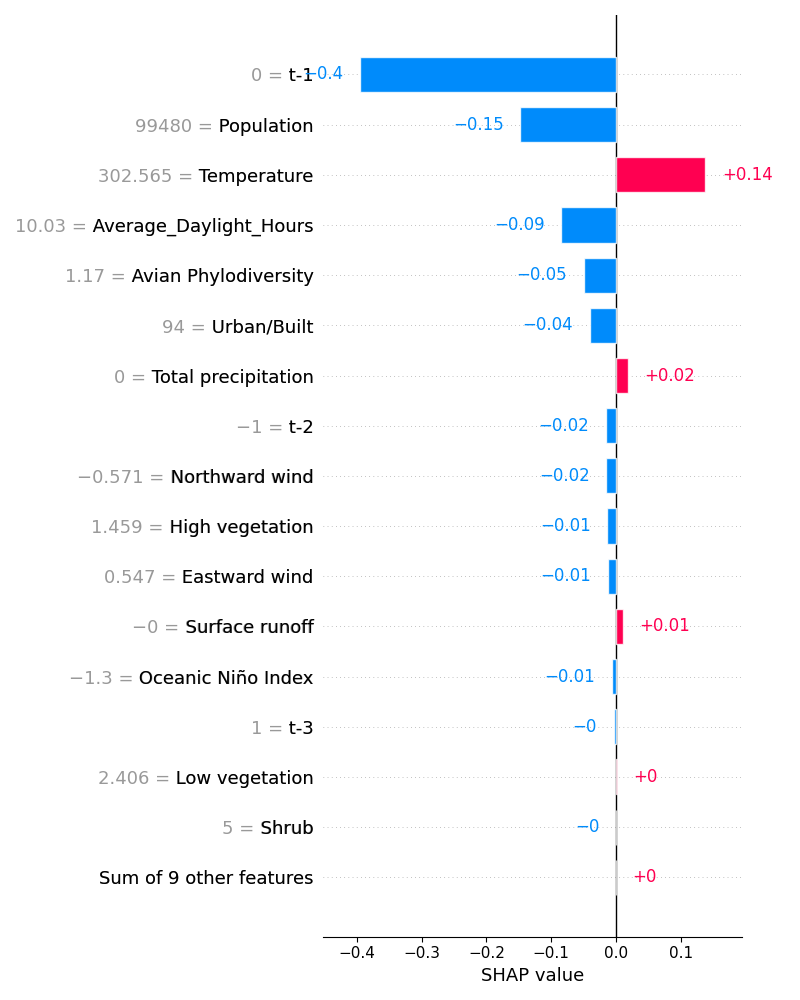 0 = t-1 −0.4
99480 = Population −0.15
302.565 = Temperature +0.14
10.03 = Average_Daylight_Hours −0.09
1.17 = Avian Phylodiversity −0.05
94 = Urban/Built −0.04
0 = Total precipitation +0.02
−1 = t-2 −0.02
−0.571 = Northward wind −0.02
1.459 = High vegetation −0.01
0.547 = Eastward wind −0.01
−0 = Surface runoff +0.01
−1.3 = Oceanic Niño Index −0.01
1 = t-3 −0
2.406 = Low vegetation +0
5 = Shrub −0
Sum of 9 other features +0
−0.4 −0.3 −0.2 −0.1 0.0 0.1
SHAP value